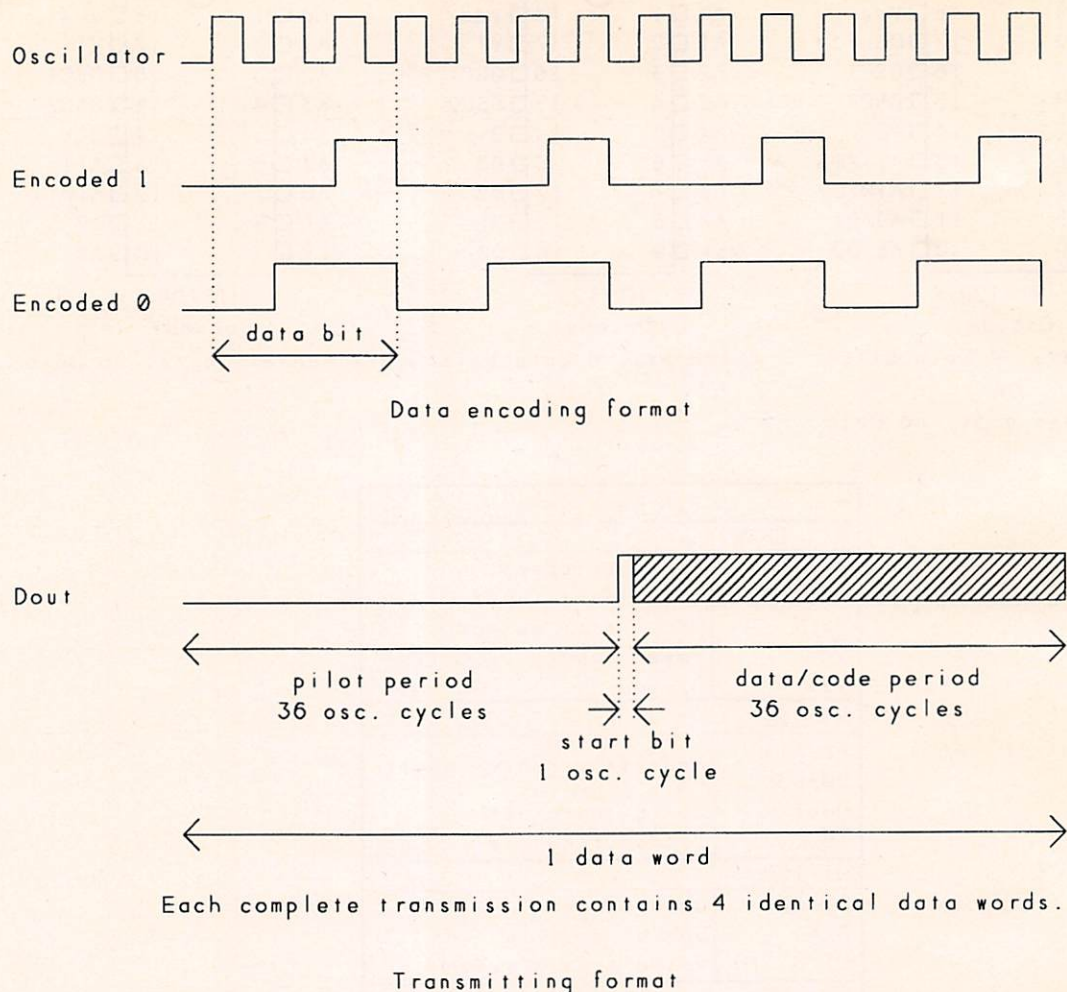 Oscillator
Encoded 1
Encoded 0
data bit
Data encoding format
Dout
pilot period
36 osc. cycles
data/code period
36 osc. cycles
start bit
1 osc. cycle
1 data word
Each complete transmission contains 4 identical data words.
Transmitting format